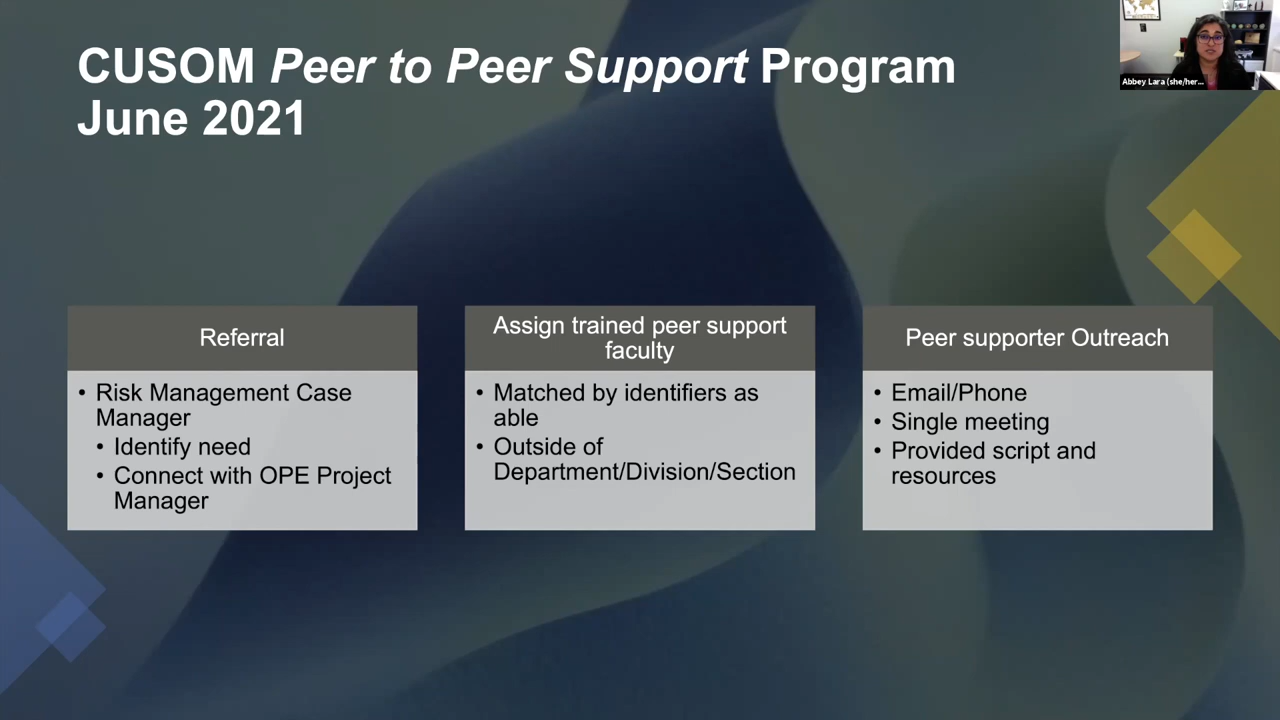 CUSOM Peer to Peer Support Program
June 2021
Abbey Lara (she/her...
Referral
• Risk Management Case
Manager
• Identify need
• Connect with OPE Project
Manager
Assign trained peer support
faculty
• Matched by identifiers as
able
• Outside of
Department/Division/Section
Peer supporter Outreach
• Email/Phone
• Single meeting
• Provided script and
resources